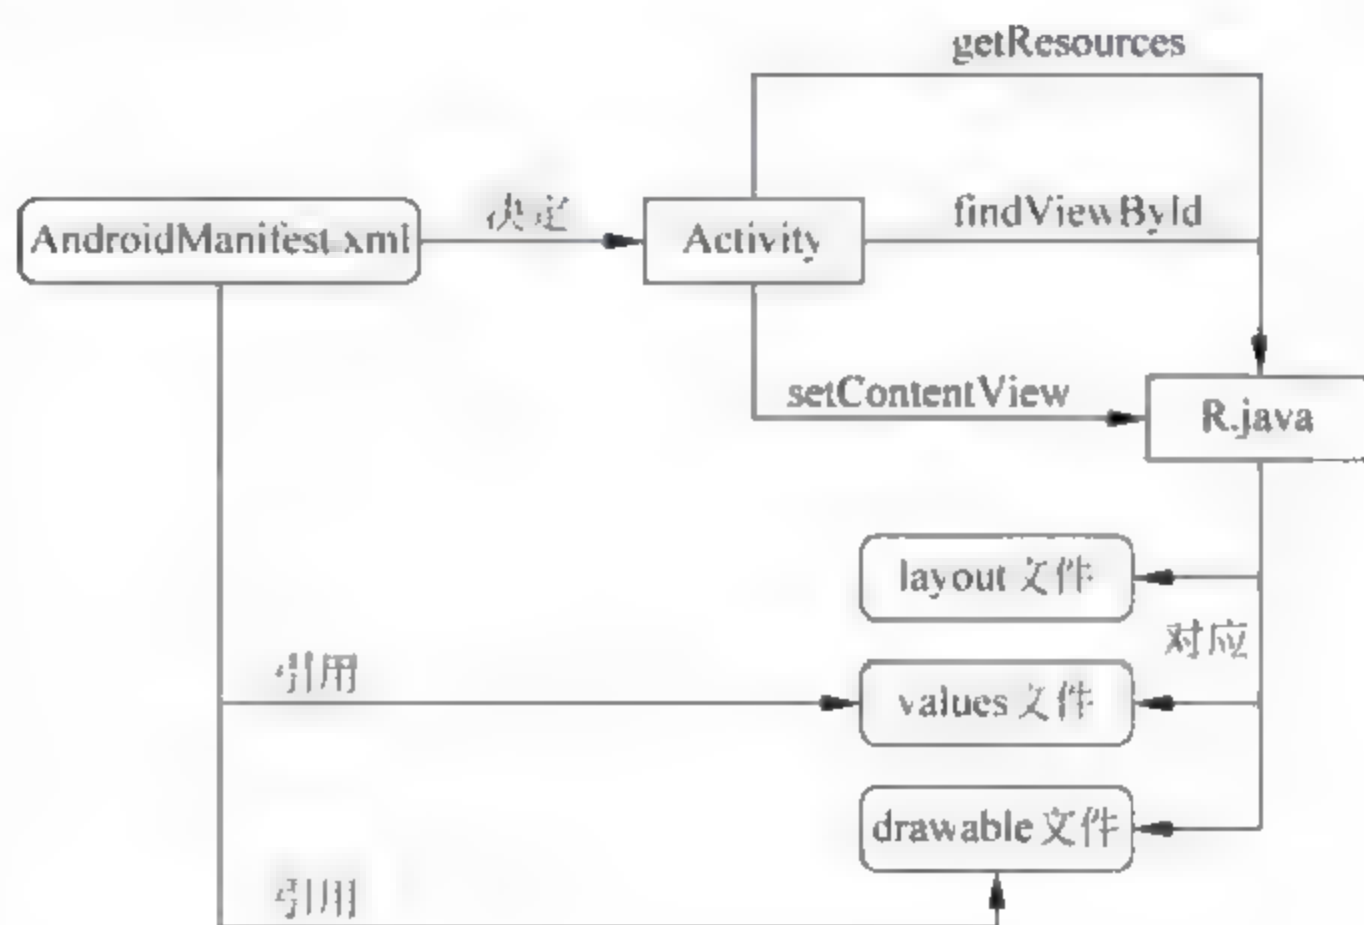 getResources
AndroidManifest.xml
决定
Activity
findViewById
setContentView
R.java
layout 文件
对应
引用
values 文件
drawable 文件
引用